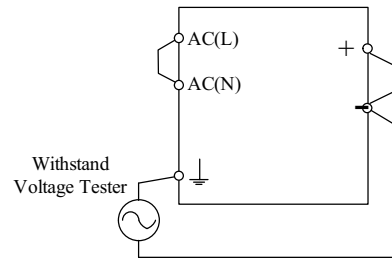 AC(L)
+
AC(N)
Withstand
Voltage Tester